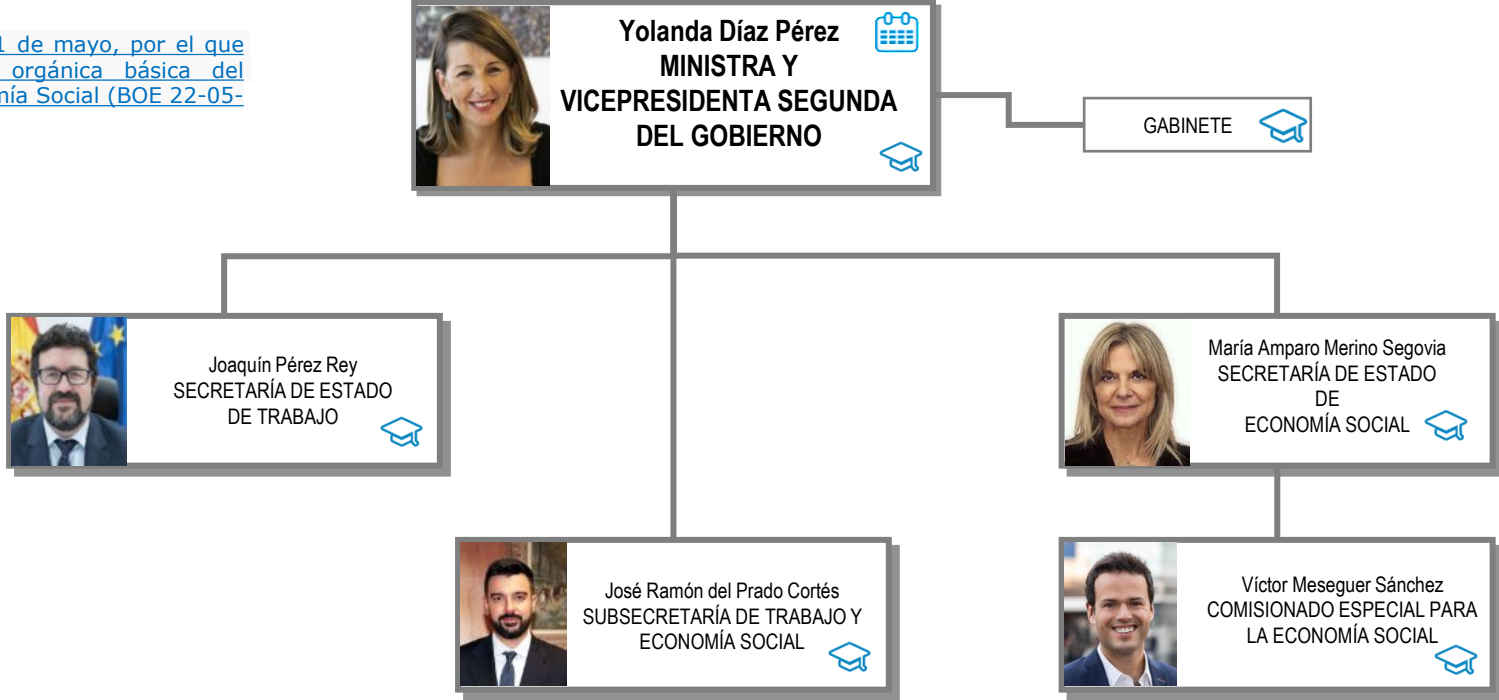 1 de mayo, por el que
orgánica básica del
mía Social (BOE 22-05-
Yolanda Díaz Pérez
MINISTRA Y
VICEPRESIDENTA SEGUNDA
DEL GOBIERNO
GABINETE
Joaquín Pérez Rey
SECRETARÍA DE ESTADO
DE TRABAJO
María Amparo Merino Segovia
SECRETARÍA DE ESTADO
DE
ECONOMÍA SOCIAL
José Ramón del Prado Cortés
SUBSECRETARÍA DE TRABAJO Y
ECONOMÍA SOCIAL
Víctor Meseguer Sánchez
COMISIONADO ESPECIAL PARA
LA ECONOMÍA SOCIAL